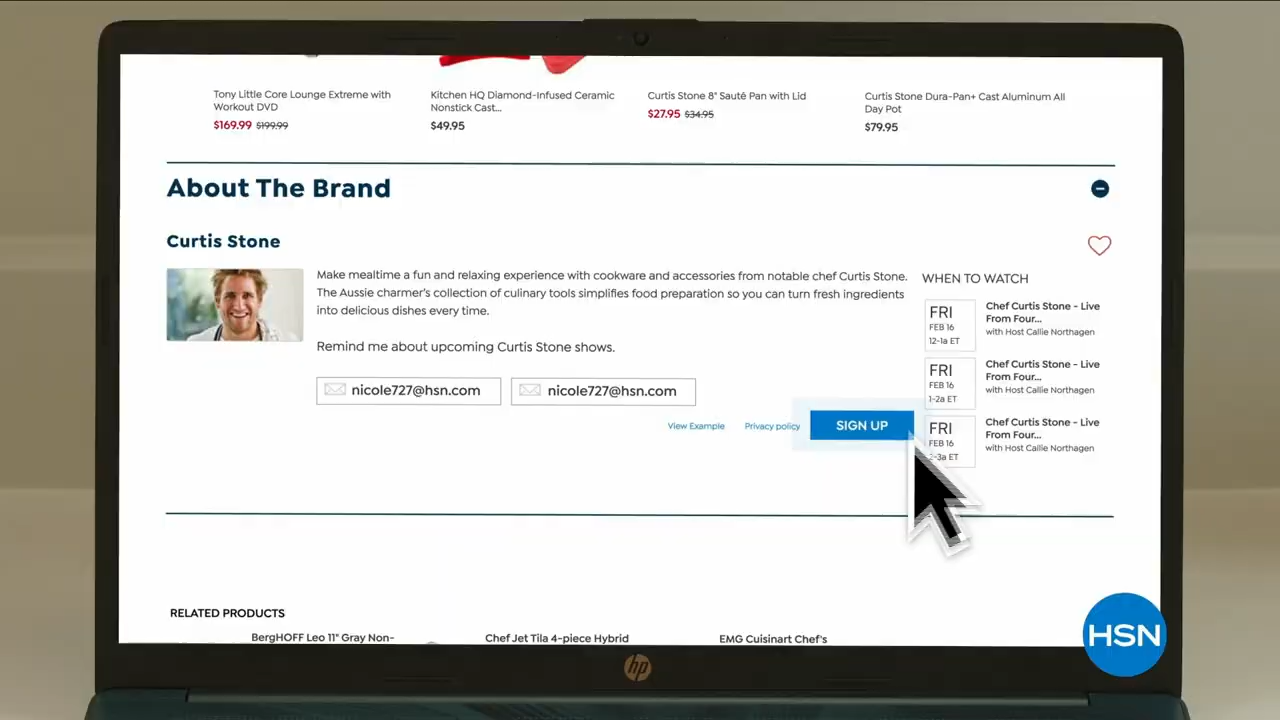 Tony Little Core Lounge Extreme with
Workout DVD
$169.99 $199.99
Kitchen HQ Diamond-Infused Ceramic
Nonstick Cast...
$49.95
Curtis Stone 8" Sauté Pan with Lid
$27.95 $34.95
Curtis Stone Dura-Pan+ Cast Aluminum All
Day Pot
$79.95
About The Brand
Curtis Stone
Make mealtime a fun and relaxing experience with cookware and accessories from notable chef Curtis Stone.
The Aussie charmer's collection of culinary tools simplifies food preparation so you can turn fresh ingredients
into delicious dishes every time.
Remind me about upcoming Curtis Stone shows.
nicole727@hsn.com
nicole727@hsn.com
View Example
Privacy policy
SIGN UP
WHEN TO WATCH
FRI
FEB 16
12-1a ET
Chef Curtis Stone - Live
From Four...
with Host Callie Northagen
FRI
FEB 16
1-2a ET
Chef Curtis Stone - Live
From Four...
with Host Callie Northagen
FRI
FEB 16
2-3a ET
Chef Curtis Stone - Live
From Four...
with Host Callie Northagen
RELATED PRODUCTS
BergHOFF Leo 11" Gray Non-
Chef Jet Tila 4-piece Hybrid
EMG Cuisinart Chef's
HSN
hp